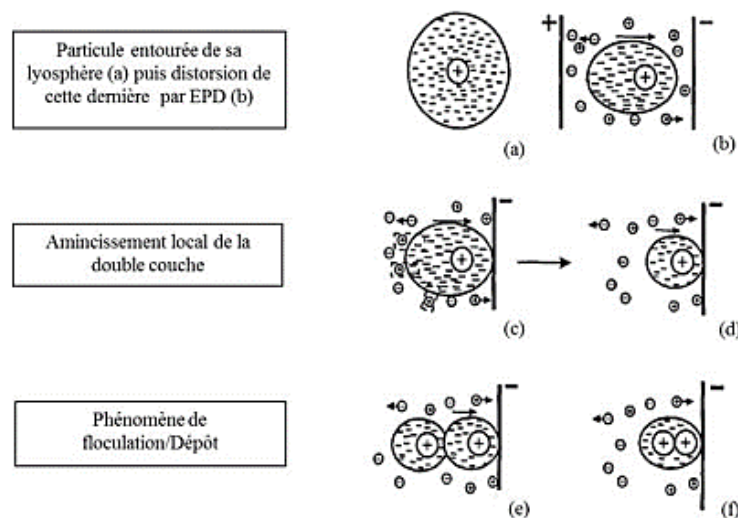 Particule entourée de sa
lyosphère (a) puis distorsion de
cette dernière par EPD (b)
(a)
+
-
(b)
Amincissement local de la
double couche
(c)
-
(d)
-
Phénomène de
floculation/Dépôt
(e)
-
(f)
-